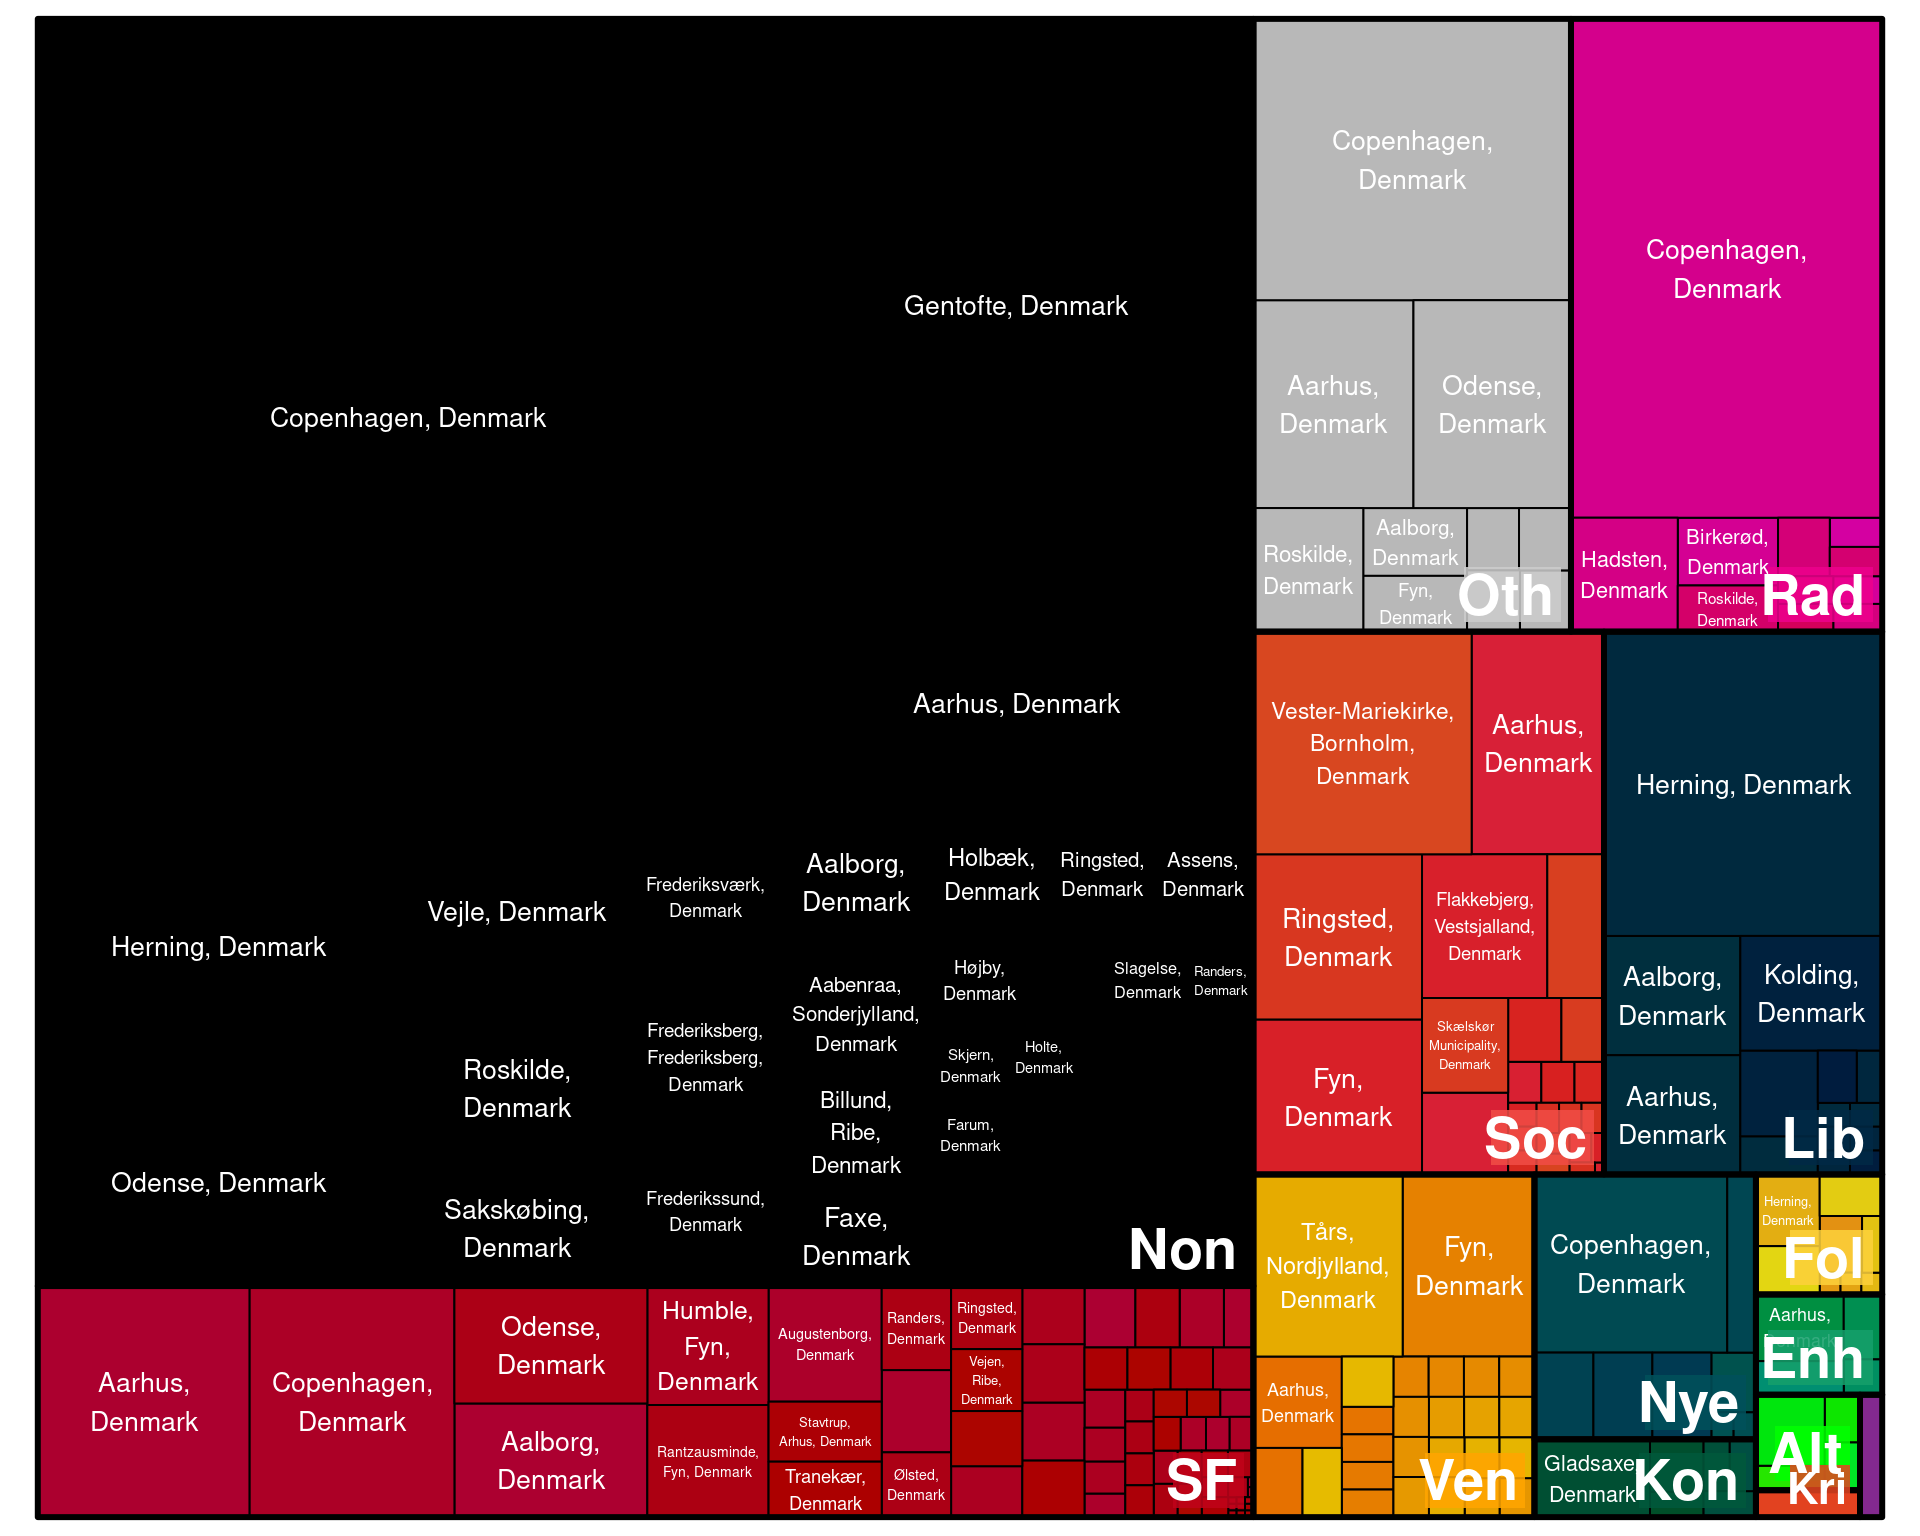 Copenhagen, Denmark
Gentofte, Denmark
Aarhus, Denmark
Herning, Denmark
Odense, Denmark
Vejle, Denmark
Roskilde,
Denmark
Sakskøbing,
Denmark
Frederiksværk,
Denmark
Frederiksberg,
Frederiksberg,
Denmark
Frederikssund,
Denmark
Aalborg,
Denmark
Aabenraa,
Sonderjylland,
Denmark
Billund,
Ribe,
Denmark
Faxe,
Denmark
Holbæk,
Denmark
Ringsted,
Denmark
Assens,
Denmark
Højby,
Denmark
Slagelse,
Denmark
Randers,
Denmark
Skjern,
Denmark
Holte,
Denmark
Farum,
Denmark
Non
Aarhus,
Denmark
Copenhagen,
Denmark
Odense,
Denmark
Aalborg,
Denmark
Humble,
Fyn,
Denmark
Rantzausminde,
Fyn, Denmark
Augustenborg,
Denmark
Stavtrup,
Arhus, Denmark
Tranekær,
Denmark
Randers,
Denmark
Ølsted,
Denmark
Ringsted,
Denmark
Vejen,
Ribe,
Denmark
SF
Copenhagen,
Denmark
Aarhus,
Denmark
Odense,
Denmark
Roskilde,
Denmark
Aalborg,
Denmark
Fyn,
Denmark
Oth
Copenhagen,
Denmark
Hadsten,
Denmark
Birkerød,
Denmark
Roskilde,
Denmark
Rad
Vester-Mariekirke,
Bornholm,
Denmark
Aarhus,
Denmark
Ringsted,
Denmark
Fyn,
Denmark
Flakkebjerg,
Vestsjalland,
Denmark
Skælskør
Municipality,
Denmark
Soc
Herning, Denmark
Aalborg,
Denmark
Kolding,
Denmark
Aarhus,
Denmark
Lib
Tårs,
Nordjylland,
Denmark
Fyn,
Denmark
Aarhus,
Denmark
Ven
Copenhagen,
Denmark
Nye
Gladsaxe,
Denmark
Kon
Herning,
Denmark
Fol
Aarhus,
Denmark
Enh
Alt
Kri